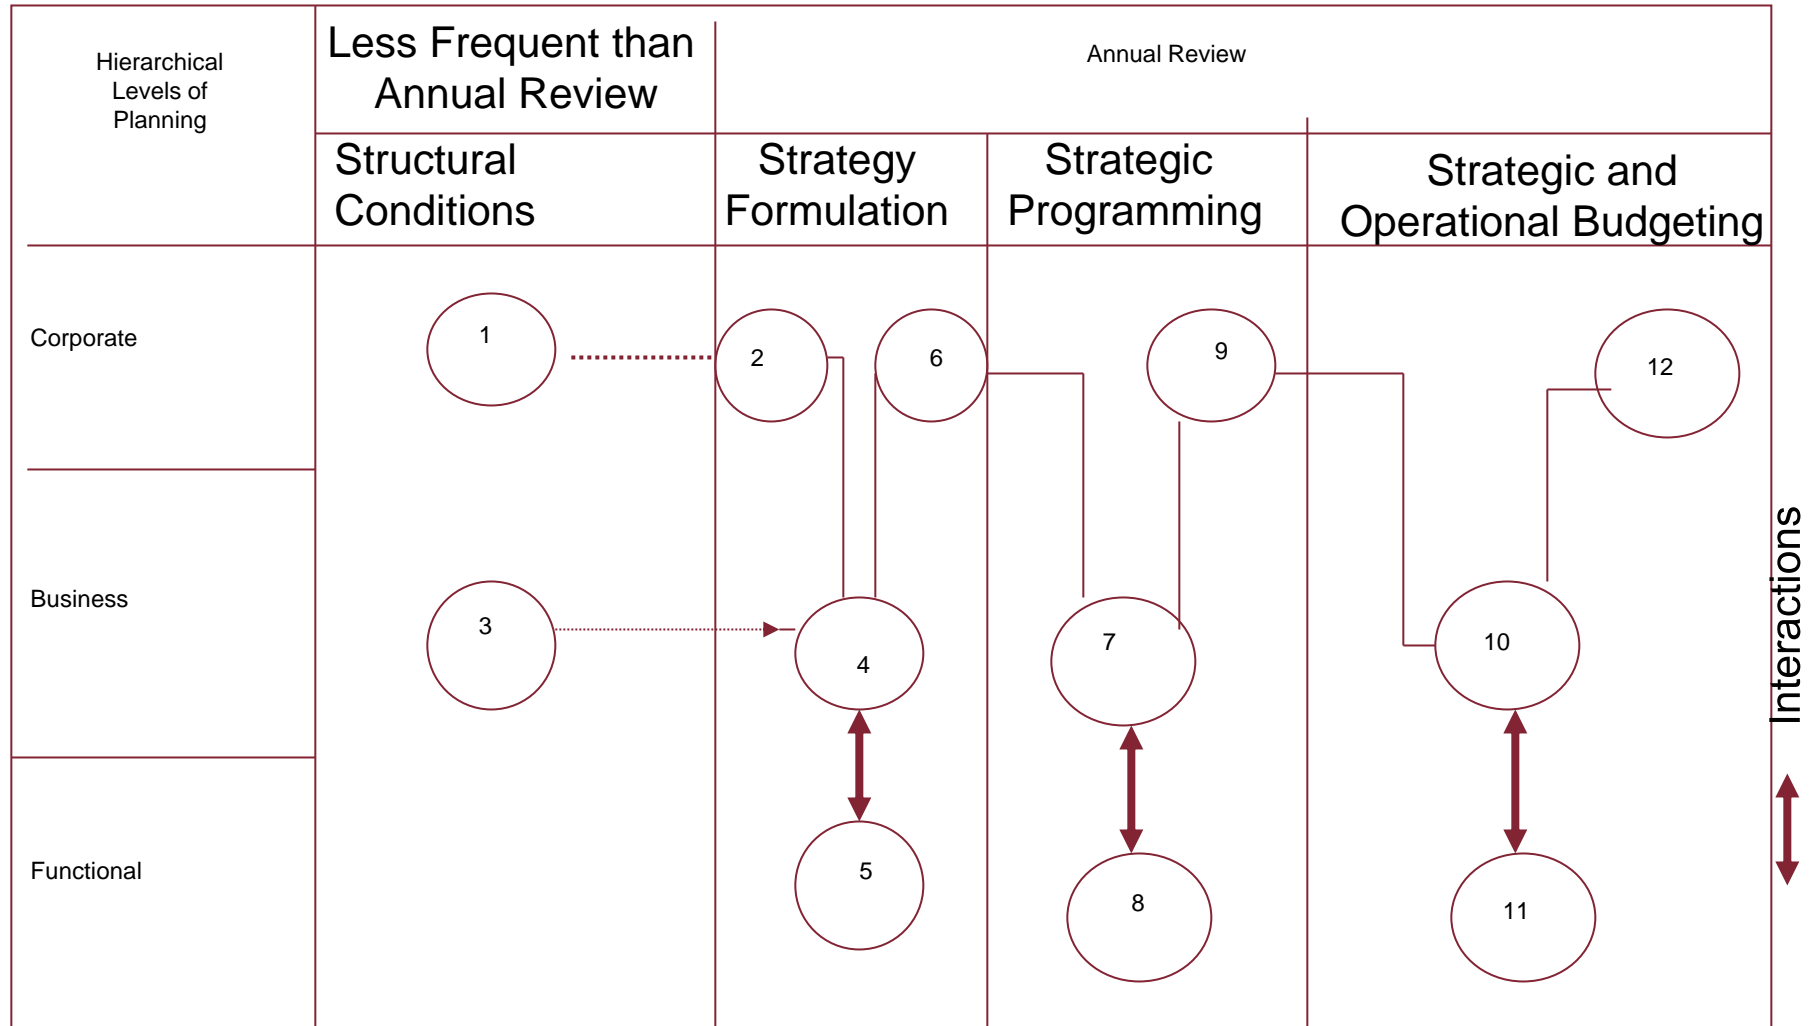 Hierarchical
Levels of
Planning
Less Frequent than
Annual Review
Annual Review
Structural
Conditions
Strategy
Formulation
Strategic
Programming
Strategic and
Operational Budgeting
Corporate
1
2
6
9
12
Business
3
4
7
10
Interactions
Functional
5
8
11